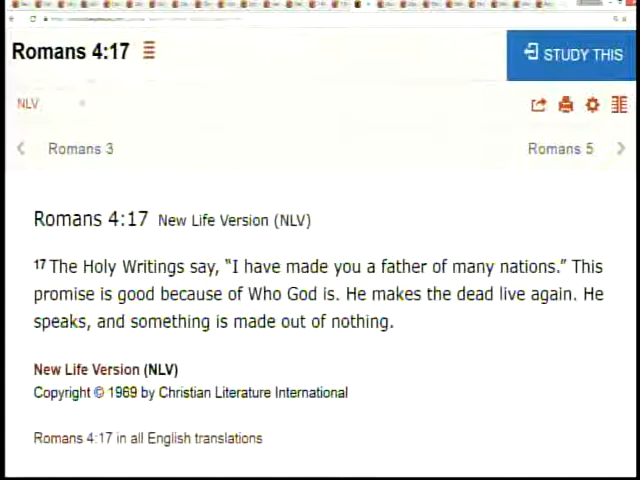 Romans 4:17
STUDY THIS
NLV
Romans 3
Romans 5
Romans 4:17 New Life Version (NLV)
17 The Holy Writings say, “I have made you a father of many nations.” This
promise is good because of Who God is. He makes the dead live again. He
speaks, and something is made out of nothing.
New Life Version (NLV)
Copyright © 1969 by Christian Literature International
Romans 4:17 in all English translations